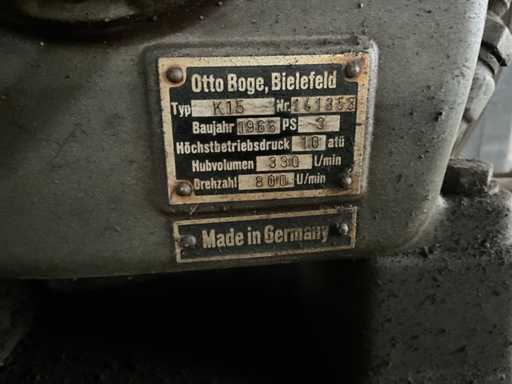 Otto Boge, Bielefeld
Typ K15 Nr. 141353
Baujahr 1966 PS 3
Höchstbetriebsdruck 10 atü
Hubvolumen 330 l/min
Drehzahl 800 U/min
Made in Germany